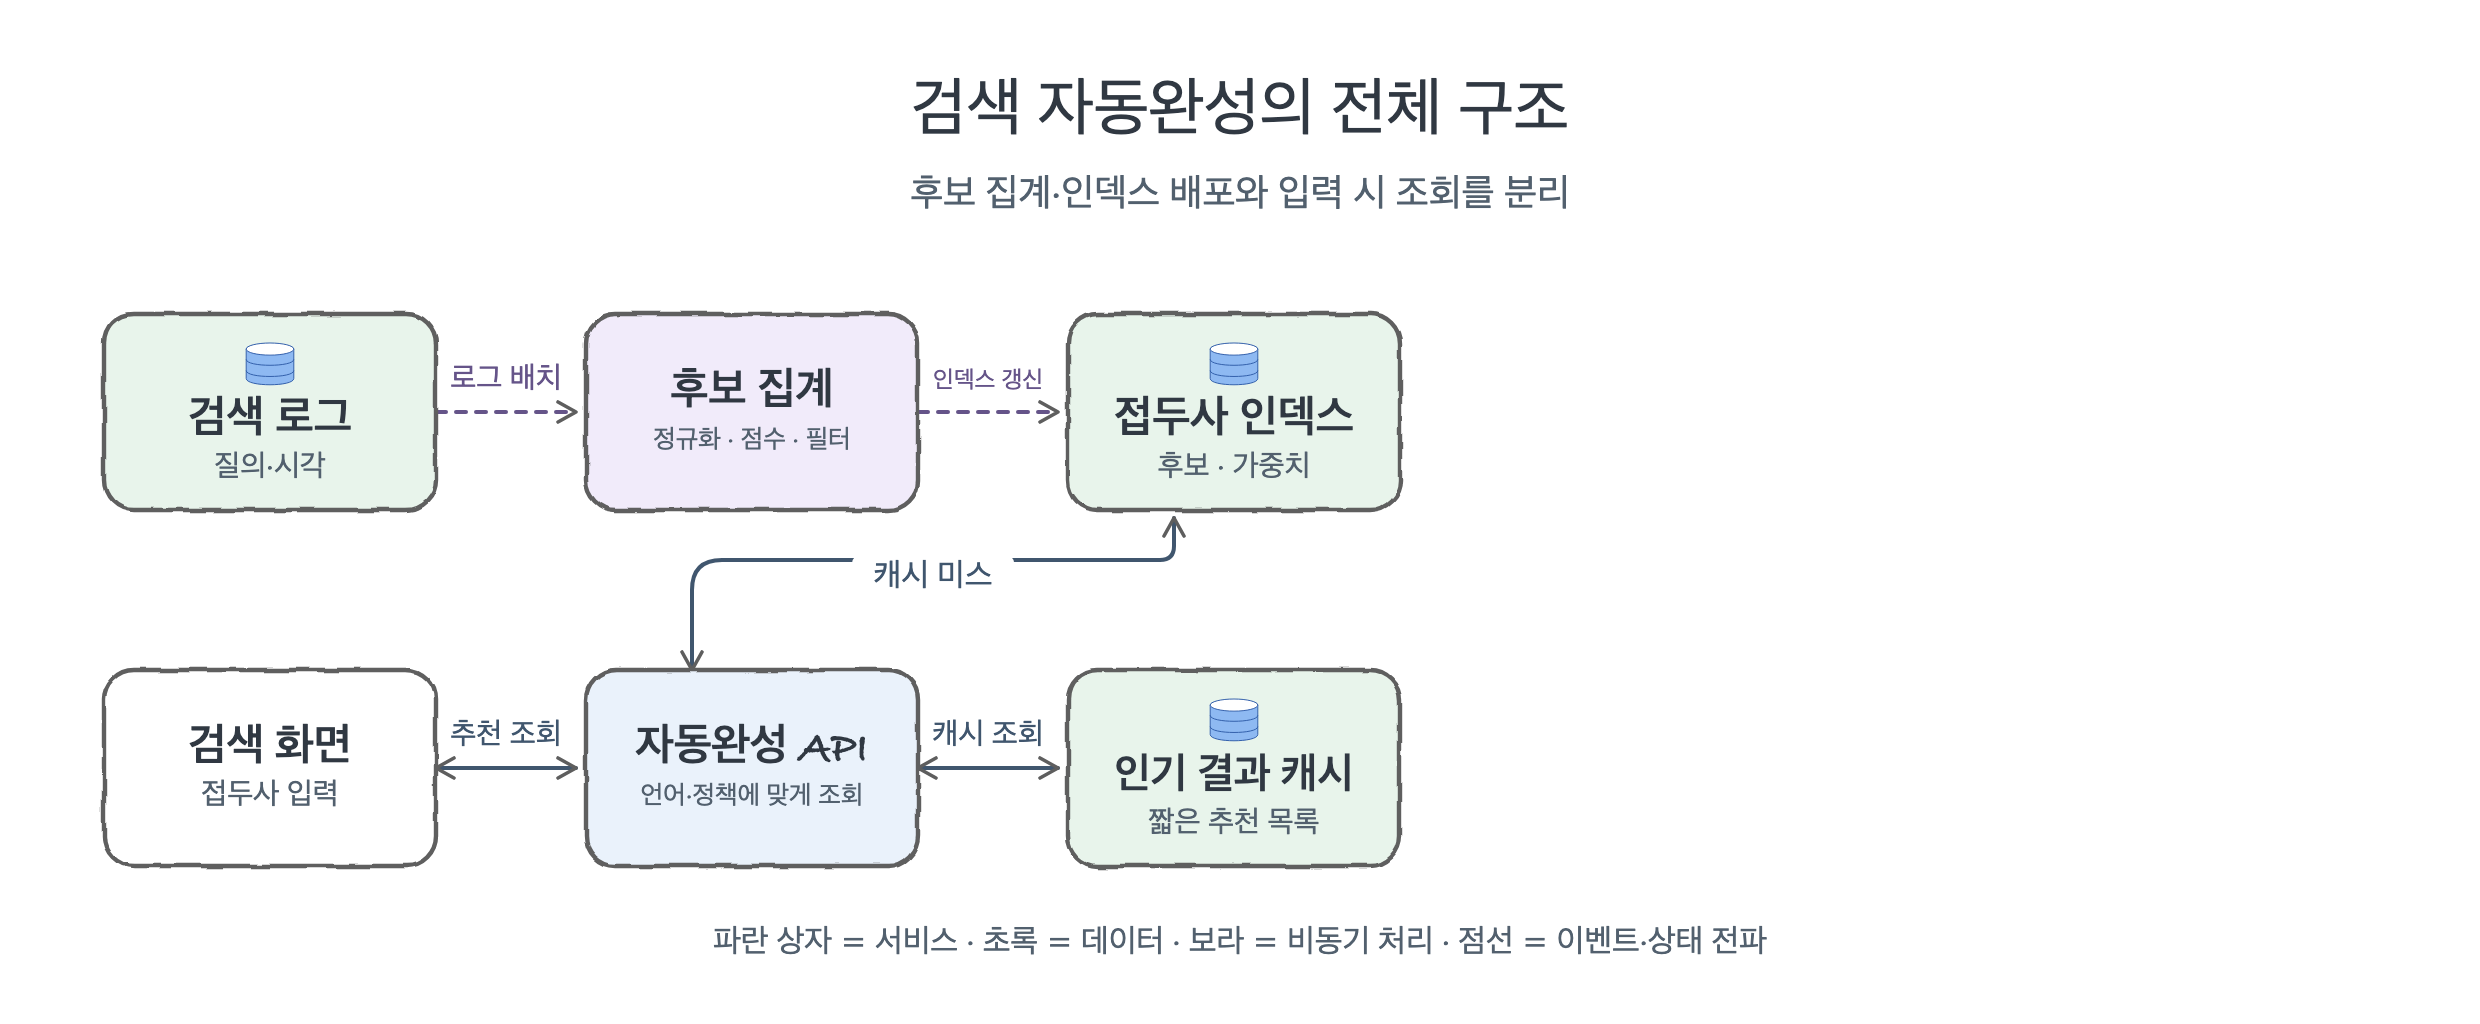 검색 자동완성의 전체 구조
후보 집계·인덱스 배포와 입력 시 조회를 분리
검색 로그
질의·시각
로그 배치
후보 집계
정규화 · 점수 · 필터
인덱스 갱신
접두사 인덱스
후보 · 가중치
캐시 미스
검색 화면
접두사 입력
추천 조회
자동완성 API
언어·정책에 맞게 조회
캐시 조회
인기 결과 캐시
짧은 추천 목록
파란 상자 = 서비스 · 초록 = 데이터 · 보라 = 비동기 처리 · 점선 = 이벤트·상태 전파